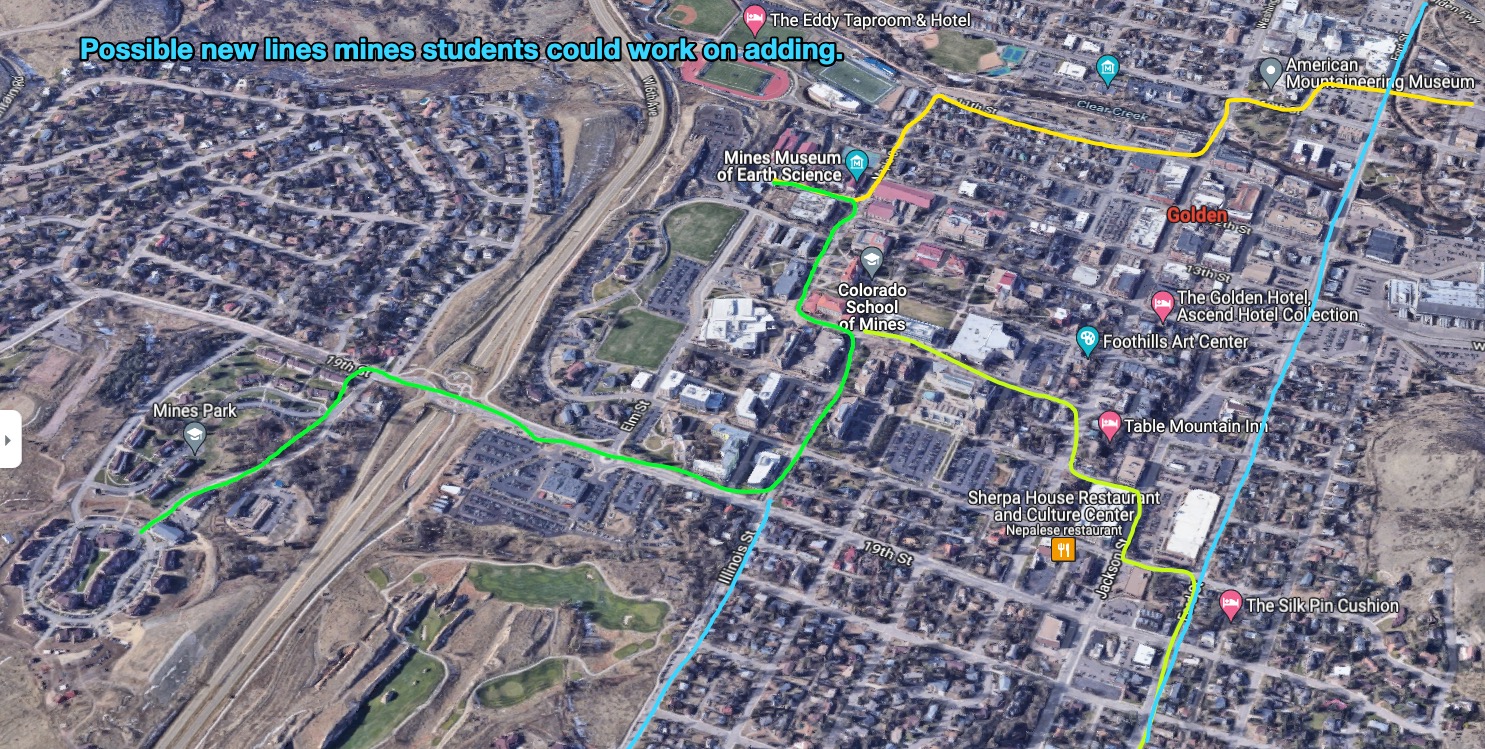 The Eddy Taproom & Hotel
Possible new lines mines students could work on adding.
American
Mountaineering Museum
11th St
Clear Creek
Mines Museum
of Earth Science
Golden
12th St
13th St
Colorado
School
of Mines
The Golden Hotel,
Ascend Hotel Collection
Foothills Art Center
19th St
Mines Park
Elm St
Table Mountain Inn
Sherpa House Restaurant
and Culture Center
Nepalese restaurant
19th St
Illinois St
Jackson St
The Silk Pin Cushion